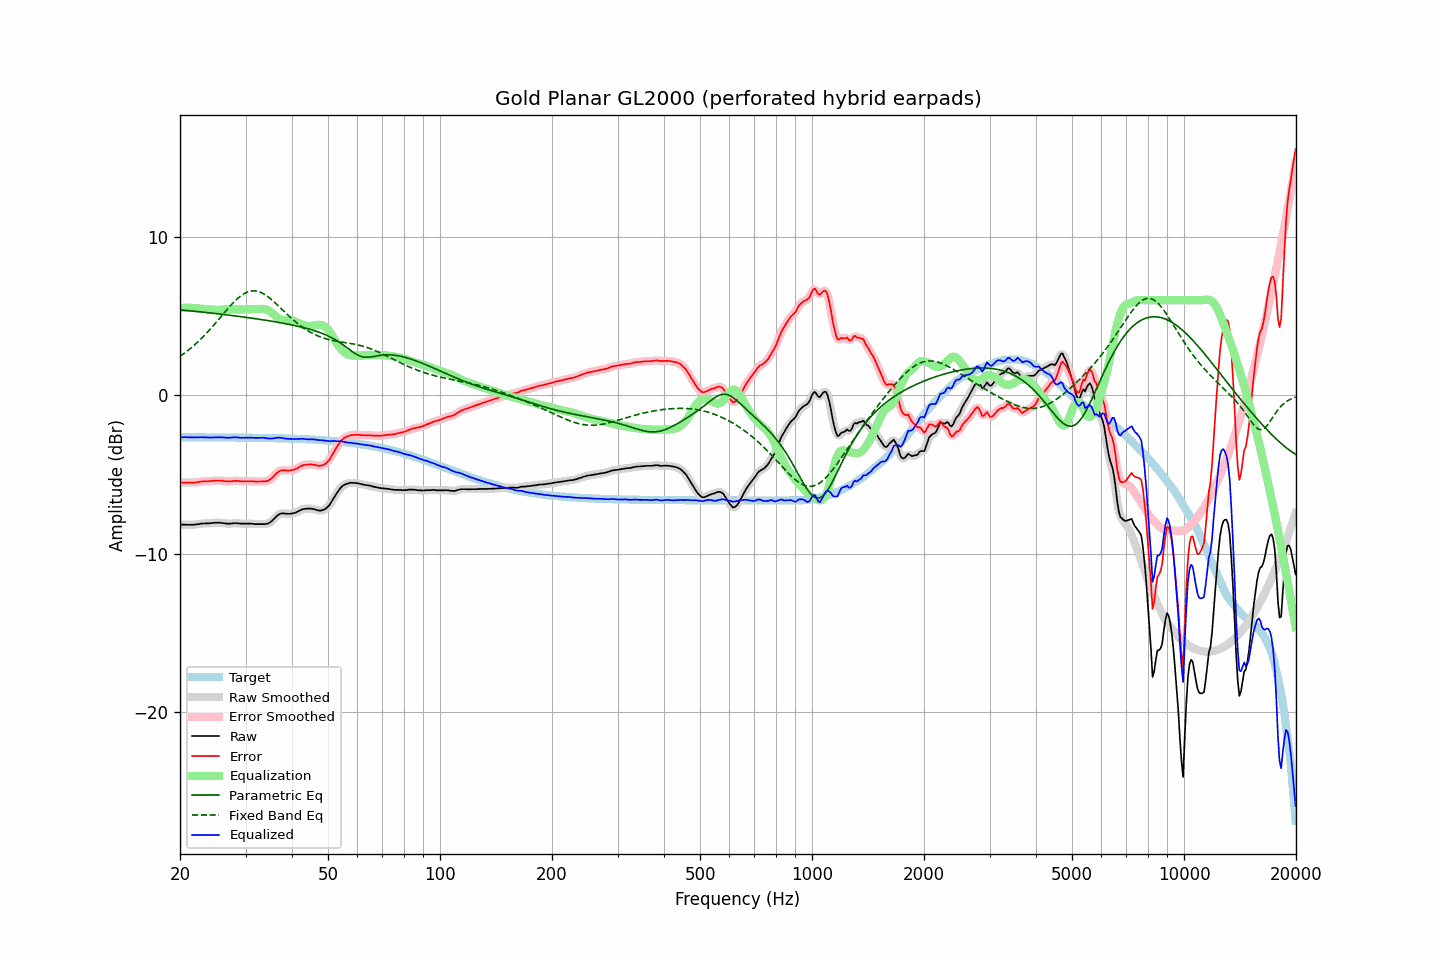 Gold Planar GL2000 (perforated hybrid earpads)
10
0
−10
−20
Amplitude (dBr)
Target
Raw Smoothed
Error Smoothed
Raw
Error
Equalization
Parametric Eq
Fixed Band Eq
Equalized
20 50 100 200 500 1000 2000 5000 10000 20000
Frequency (Hz)